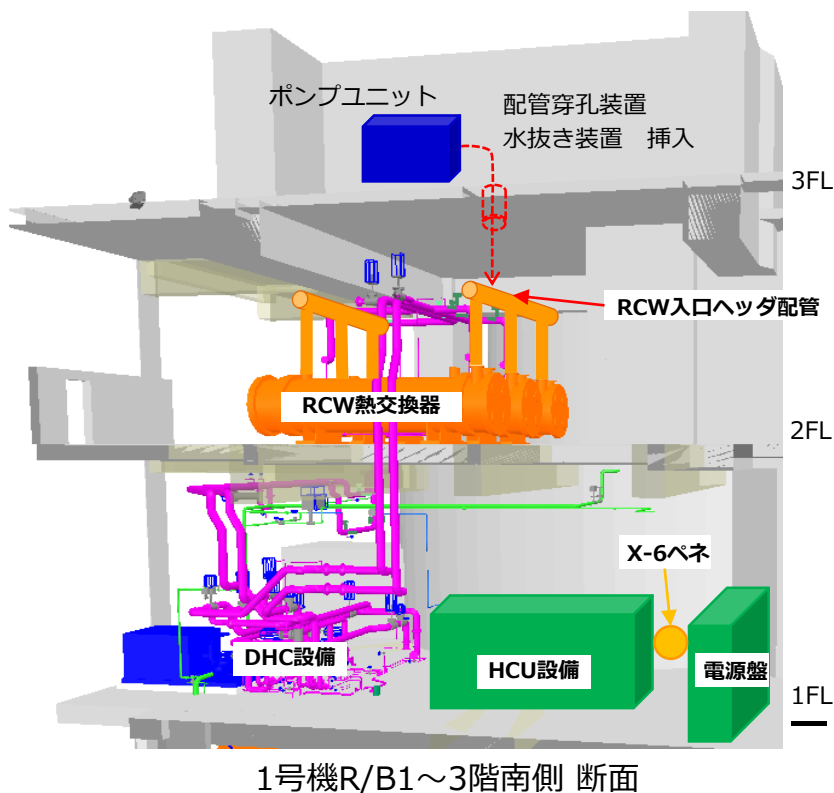 ポンプユニット
配管穿孔装置
水抜き装置　挿入
3FL
RCW入口ヘッダ配管
RCW熱交換器
2FL
X-6ペネ
DHC設備
HCU設備
電源盤
1FL
1号機R/B1～3階南側 断面